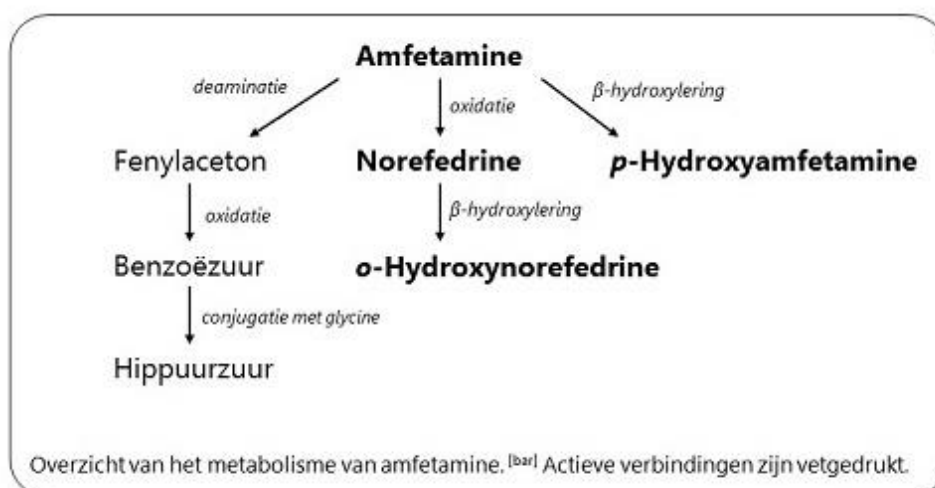 Amfetamine
deaminatie
oxidatie
β-hydroxylering
Fenylaceton
Norefedrine
p-Hydroxyamfetamine
oxidatie
β-hydroxylering
Benzoëzuur
o-Hydroxynorefedrine
conjugatie met glycine
Hippuurzuur
Overzicht van het metabolisme van amfetamine. [bar] Actieve verbindingen zijn vetgedrukt.